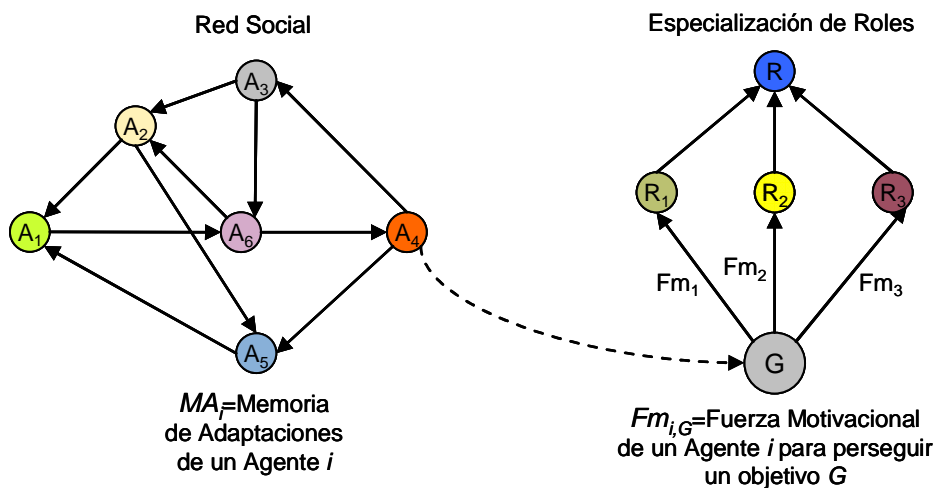 Red Social
Especialización de Roles
A3
R
A2
R1
R2
R3
A1
A6
A4
Fm1
Fm2
Fm3
A5
G
MAi=Memoria
de Adaptaciones
de un Agente i
Fmi,G=Fuerza Motivacional
de un Agente i para perseguir
un objetivo G